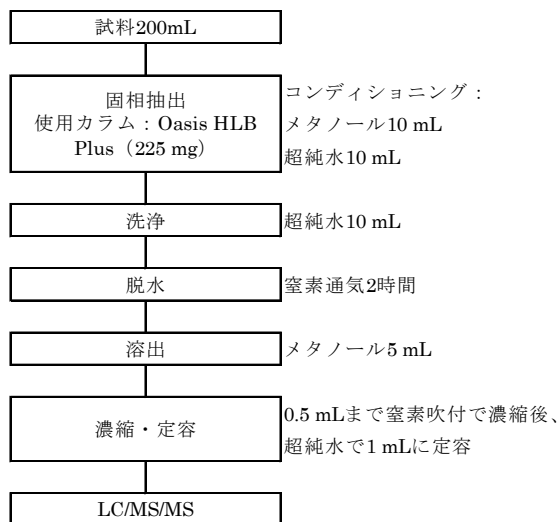 試料200mL
固相抽出
使用カラム：Oasis HLB
Plus（225 mg）
コンディショニング：
メタノール10 mL
超純水10 mL
洗浄
超純水10 mL
脱水
窒素通気2時間
溶出
メタノール5 mL
濃縮・定容
0.5 mLまで窒素吹付で濃縮後、
超純水で1 mLに定容
LC/MS/MS